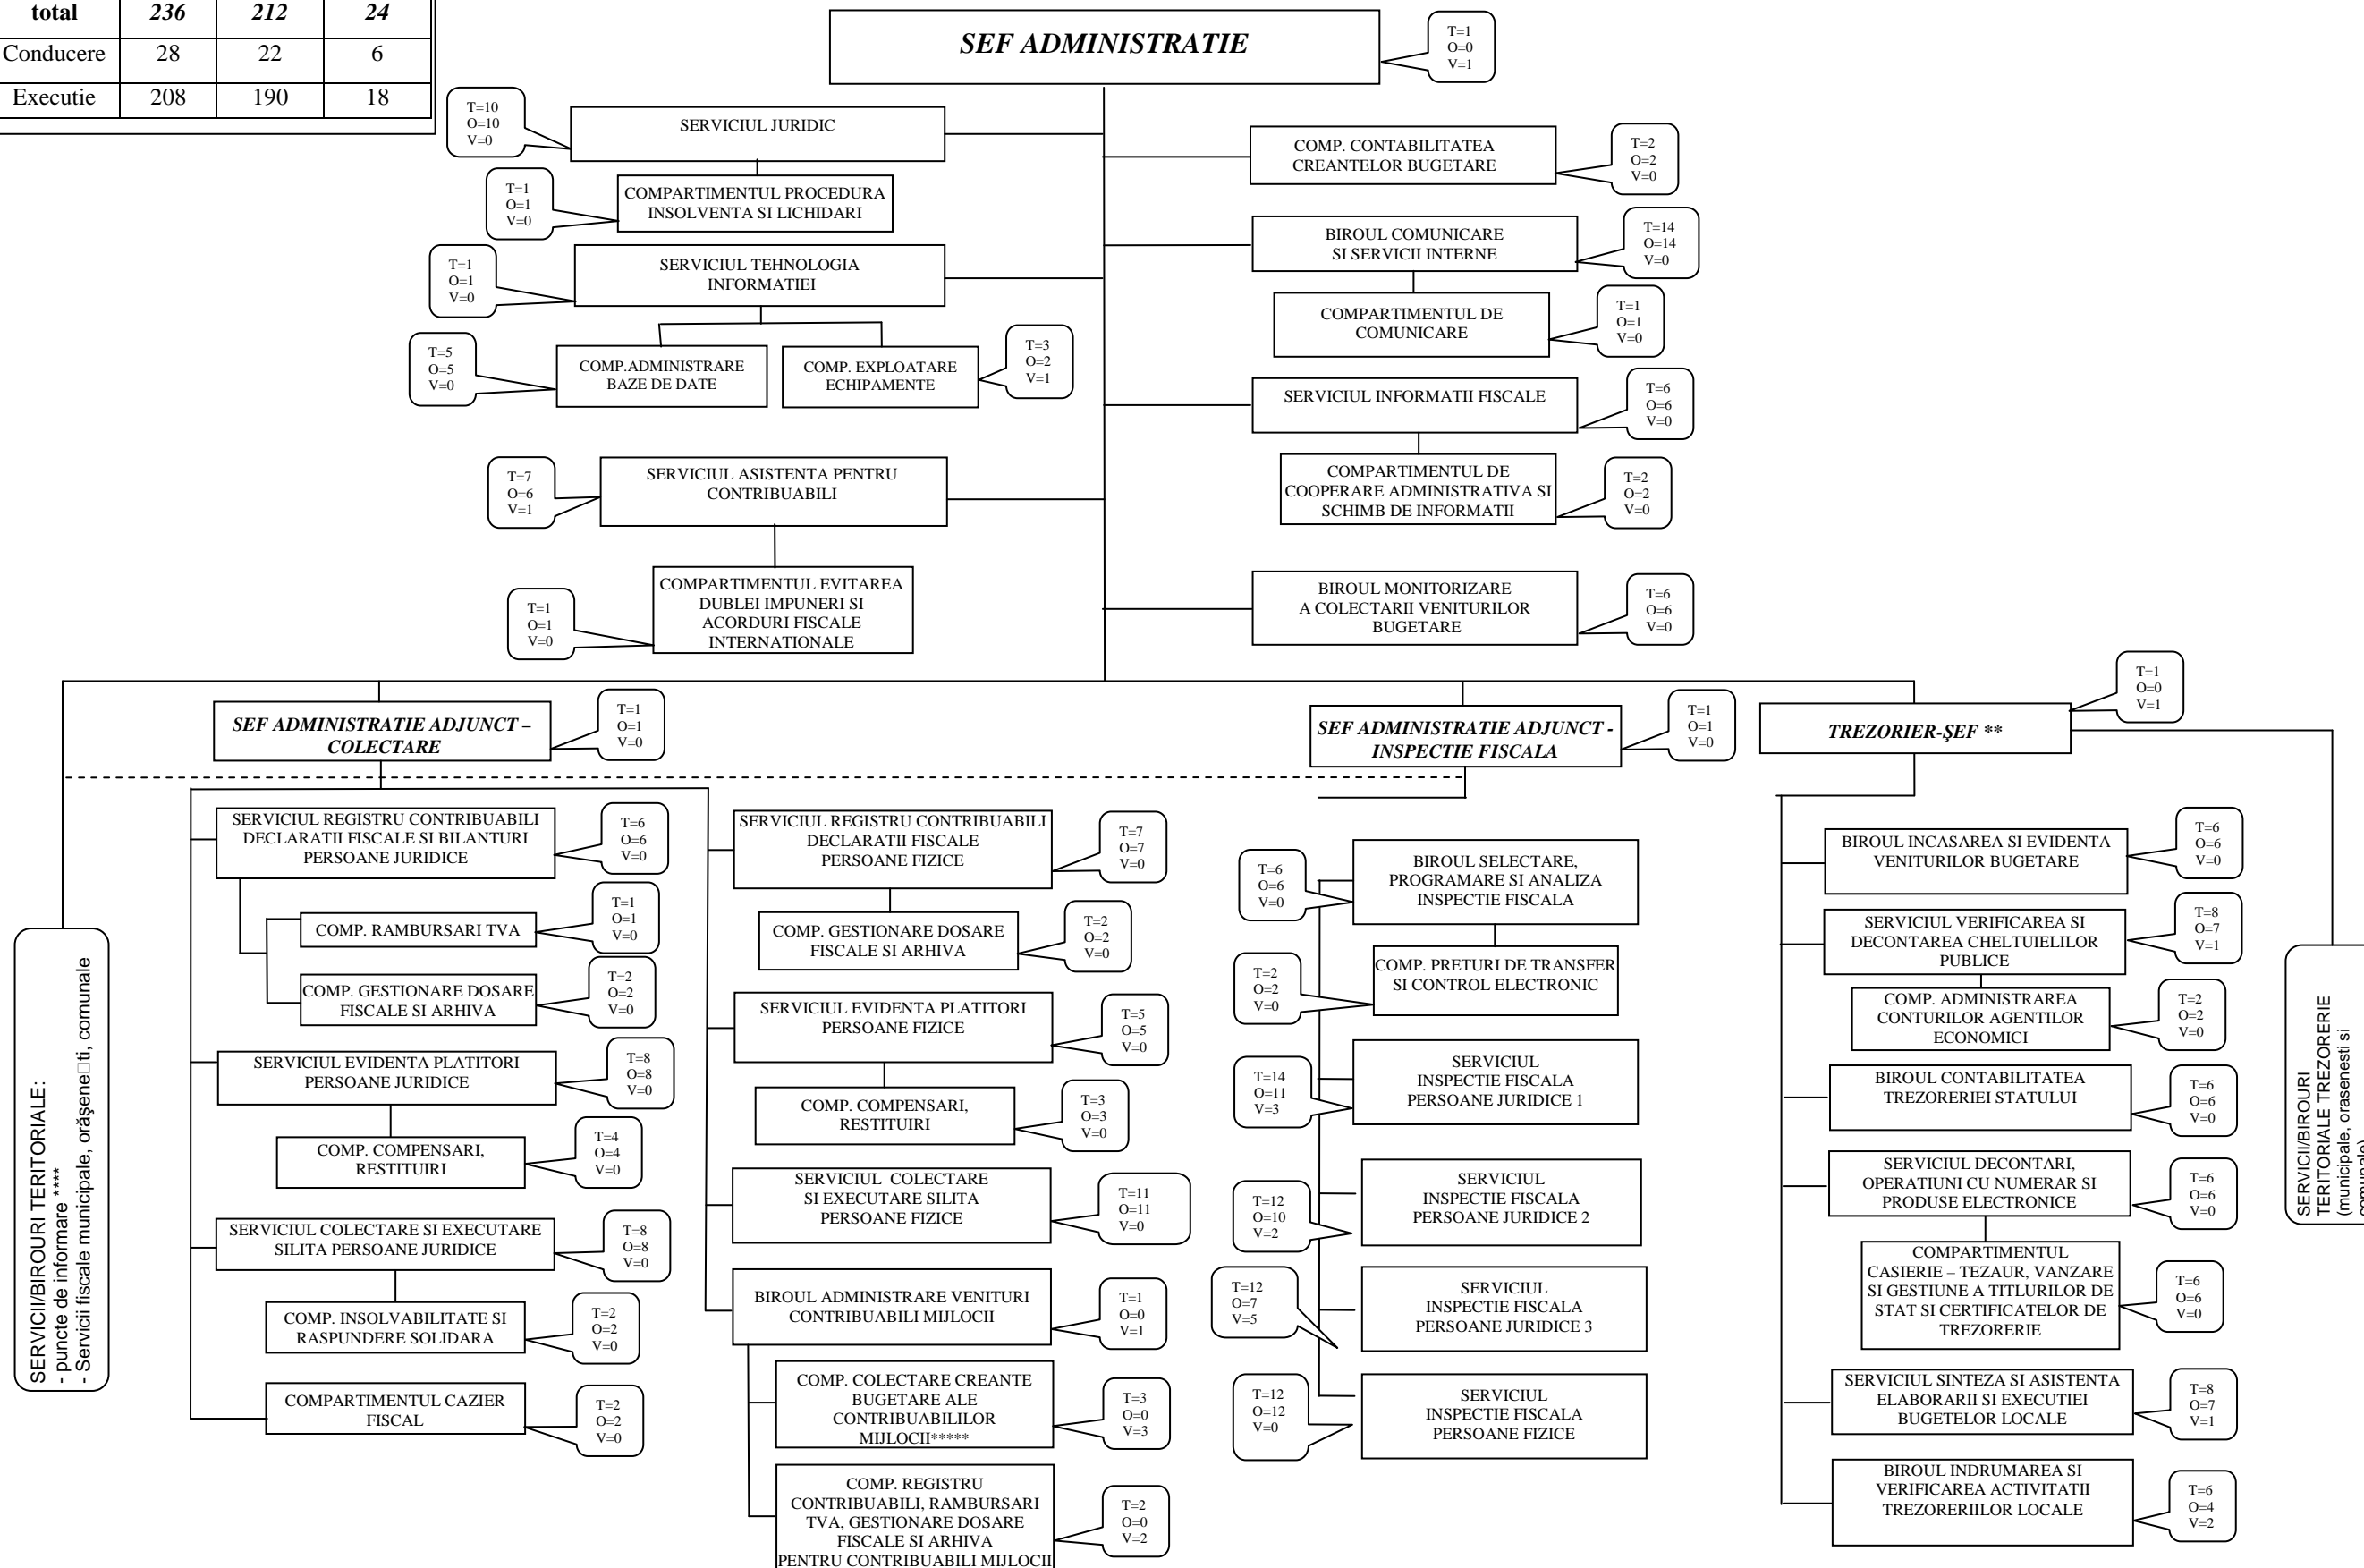 total 236 212 24
Conducere 28 22 6
Executie 208 190 18
SEF ADMINISTRATIE
T=1
O=0
V=1
T=10
O=10
V=0
SERVICIUL JURIDIC
T=1
O=1
V=0
COMPARTIMENTUL PROCEDURA
INSOLVENTA SI LICHIDARI
T=1
O=1
V=0
SERVICIUL TEHNOLOGIA
INFORMATIEI
T=5
O=5
V=0
COMP.ADMINISTRARE
BAZE DE DATE
COMP. EXPLOATARE
ECHIPAMENTE
T=3
O=2
V=1
T=7
O=6
V=1
SERVICIUL ASISTENTA PENTRU
CONTRIBUABILI
T=1
O=1
V=0
COMPARTIMENTUL EVITAREA
DUBLEI IMPUNERI SI
ACORDURI FISCALE
INTERNATIONALE
COMP. CONTABILITATEA
CREANTELOR BUGETARE
T=2
O=2
V=0
BIROUL COMUNICARE
SI SERVICII INTERNE
T=14
O=14
V=0
COMPARTIMENTUL DE
COMUNICARE
T=1
O=1
V=0
SERVICIUL INFORMATII FISCALE
T=6
O=6
V=0
COMPARTIMENTUL DE
COOPERARE ADMINISTRATIVA SI
SCHIMB DE INFORMATII
T=2
O=2
V=0
BIROUL MONITORIZARE
A COLECTARII VENITURILOR
BUGETARE
T=6
O=6
V=0
SERVICII/BIROURI TERITORIALE:
- puncte de informare ****
- Servicii fiscale municipale, orăşene□ti, comunale
SEF ADMINISTRATIE ADJUNCT –
COLECTARE
T=1
O=1
V=0
SERVICIUL REGISTRU CONTRIBUABILI
DECLARATII FISCALE SI BILANTURI
PERSOANE JURIDICE
T=6
O=6
V=0
COMP. RAMBURSARI TVA
T=1
O=1
V=0
COMP. GESTIONARE DOSARE
FISCALE SI ARHIVA
T=2
O=2
V=0
SERVICIUL EVIDENTA PLATITORI
PERSOANE JURIDICE
T=8
O=8
V=0
COMP. COMPENSARI,
RESTITUIRI
T=4
O=4
V=0
SERVICIUL COLECTARE SI EXECUTARE
SILITA PERSOANE JURIDICE
T=8
O=8
V=0
COMP. INSOLVABILITATE SI
RASPUNDERE SOLIDARA
T=2
O=2
V=0
COMPARTIMENTUL CAZIER
FISCAL
T=2
O=2
V=0
SERVICIUL REGISTRU CONTRIBUABILI
DECLARATII FISCALE
PERSOANE FIZICE
T=7
O=7
V=0
COMP. GESTIONARE DOSARE
FISCALE SI ARHIVA
T=2
O=2
V=0
SERVICIUL EVIDENTA PLATITORI
PERSOANE FIZICE
T=5
O=5
V=0
COMP. COMPENSARI,
RESTITUIRI
T=3
O=3
V=0
SERVICIUL COLECTARE
SI EXECUTARE SILITA
PERSOANE FIZICE
T=11
O=11
V=0
BIROUL ADMINISTRARE VENITURI
CONTRIBUABILI MIJLOCII
T=1
O=0
V=1
COMP. COLECTARE CREANTE
BUGETARE ALE
CONTRIBUABILILOR
MIJLOCII*****
T=3
O=0
V=3
COMP. REGISTRU
CONTRIBUABILI, RAMBURSARI
TVA, GESTIONARE DOSARE
FISCALE SI ARHIVA
PENTRU CONTRIBUABILI MIJLOCII
T=2
O=0
V=2
SEF ADMINISTRATIE ADJUNCT -
INSPECTIE FISCALA
T=1
O=1
V=0
T=6
O=6
V=0
BIROUL SELECTARE,
PROGRAMARE SI ANALIZA
INSPECTIE FISCALA
T=2
O=2
V=0
COMP. PRETURI DE TRANSFER
SI CONTROL ELECTRONIC
T=14
O=11
V=3
SERVICIUL
INSPECTIE FISCALA
PERSOANE JURIDICE 1
T=12
O=10
V=2
SERVICIUL
INSPECTIE FISCALA
PERSOANE JURIDICE 2
T=12
O=7
V=5
SERVICIUL
INSPECTIE FISCALA
PERSOANE JURIDICE 3
T=12
O=12
V=0
SERVICIUL
INSPECTIE FISCALA
PERSOANE FIZICE
TREZORIER-ŞEF **
T=1
O=0
V=1
BIROUL INCASAREA SI EVIDENTA
VENITURILOR BUGETARE
T=6
O=6
V=0
SERVICIUL VERIFICAREA SI
DECONTAREA CHELTUIELILOR
PUBLICE
T=8
O=7
V=1
COMP. ADMINISTRAREA
CONTURILOR AGENTILOR
ECONOMICI
T=2
O=2
V=0
BIROUL CONTABILITATEA
TREZORERIEI STATULUI
T=6
O=6
V=0
SERVICIUL DECONTARI,
OPERATIUNI CU NUMERAR SI
PRODUSE ELECTRONICE
T=6
O=6
V=0
COMPARTIMENTUL
CASIERIE – TEZAUR, VANZARE
SI GESTIUNE A TITLURILOR DE
STAT SI CERTIFICATELOR DE
TREZORERIE
T=6
O=6
V=0
SERVICIUL SINTEZA SI ASISTENTA
ELABORARII SI EXECUTIEI
BUGETELOR LOCALE
T=8
O=7
V=1
BIROUL INDRUMAREA SI
VERIFICAREA ACTIVITATII
TREZORERIILOR LOCALE
T=6
O=4
V=2
SERVICII/BIROURI
TERITORIALE TREZORERIE
(municipale, orasenesti si
comunale)